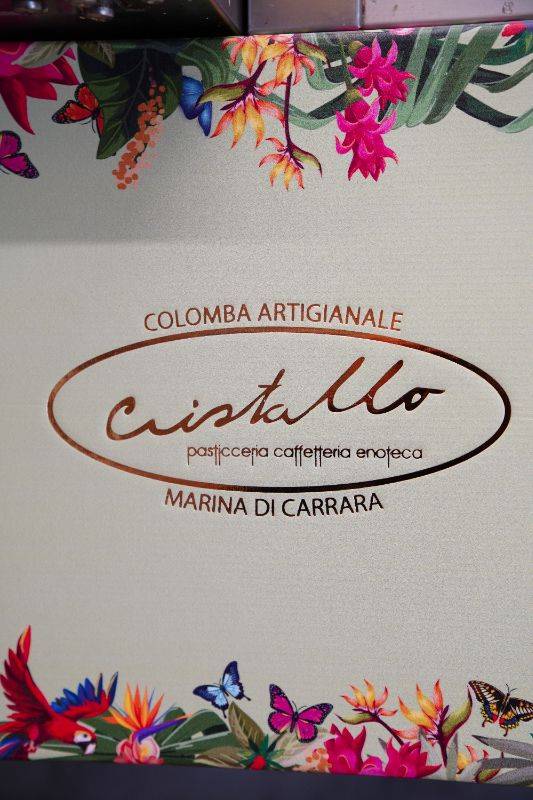 COLOMBA ARTIGIANALE
cristallo
pasticceria caffetteria enoteca
MARINA DI CARRARA